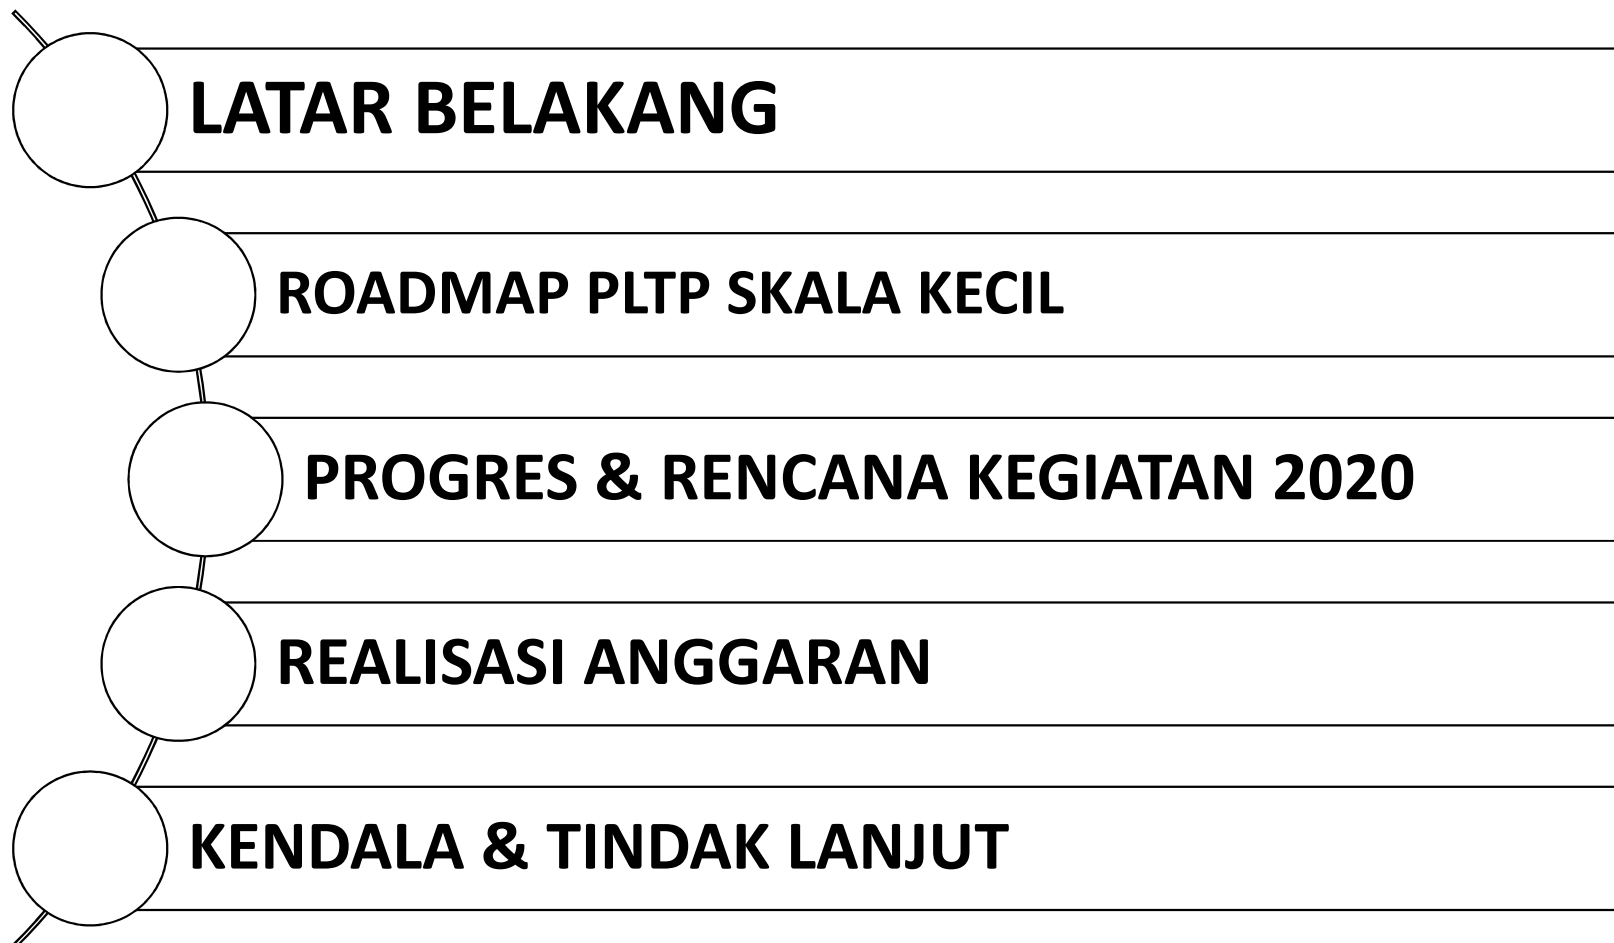 LATAR BELAKANG
ROADMAP PLTP SKALA KECIL
PROGRES & RENCANA KEGIATAN 2020
REALISASI ANGGARAN
KENDALA & TINDAK LANJUT